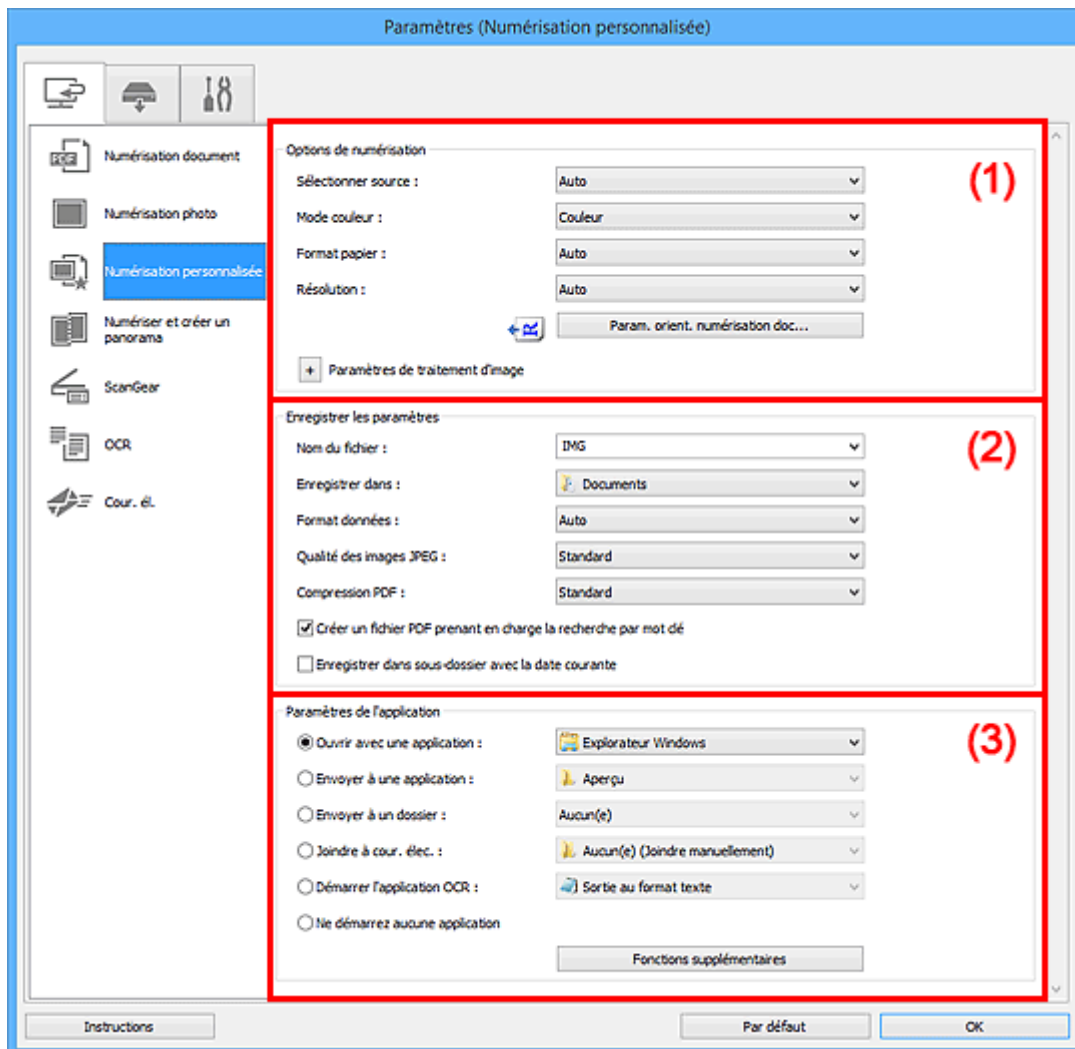 Paramètres (Numérisation personnalisée)
Numérisation document
Numérisation photo
Numérisation personnalisée
Numériser et créer un
panorama
ScanGear
OCR
Cour. él.
Options de numérisation
(1)
Sélectionner source : Auto
Mode couleur : Couleur
Format papier : Auto
Résolution : Auto
R Param. orient. numérisation doc...
+ Paramètres de traitement d'image
Enregistrer les paramètres
(2)
Nom du fichier : IMG
Enregistrer dans : Documents
Format données : Auto
Qualité des images JPEG : Standard
Compression PDF : Standard
Créer un fichier PDF prenant en charge la recherche par mot clé
Enregistrer dans sous-dossier avec la date courante
Paramètres de l'application
(3)
Ouvrir avec une application : Explorateur Windows
Envoyer à une application : Aperçu
Envoyer à un dossier : Aucun(e)
Joindre à cour. élec. : Aucun(e) (Joindre manuellement)
Démarrer l'application OCR : Sortie au format texte
Ne démarrez aucune application
Fonctions supplémentaires
Instructions Par défaut OK